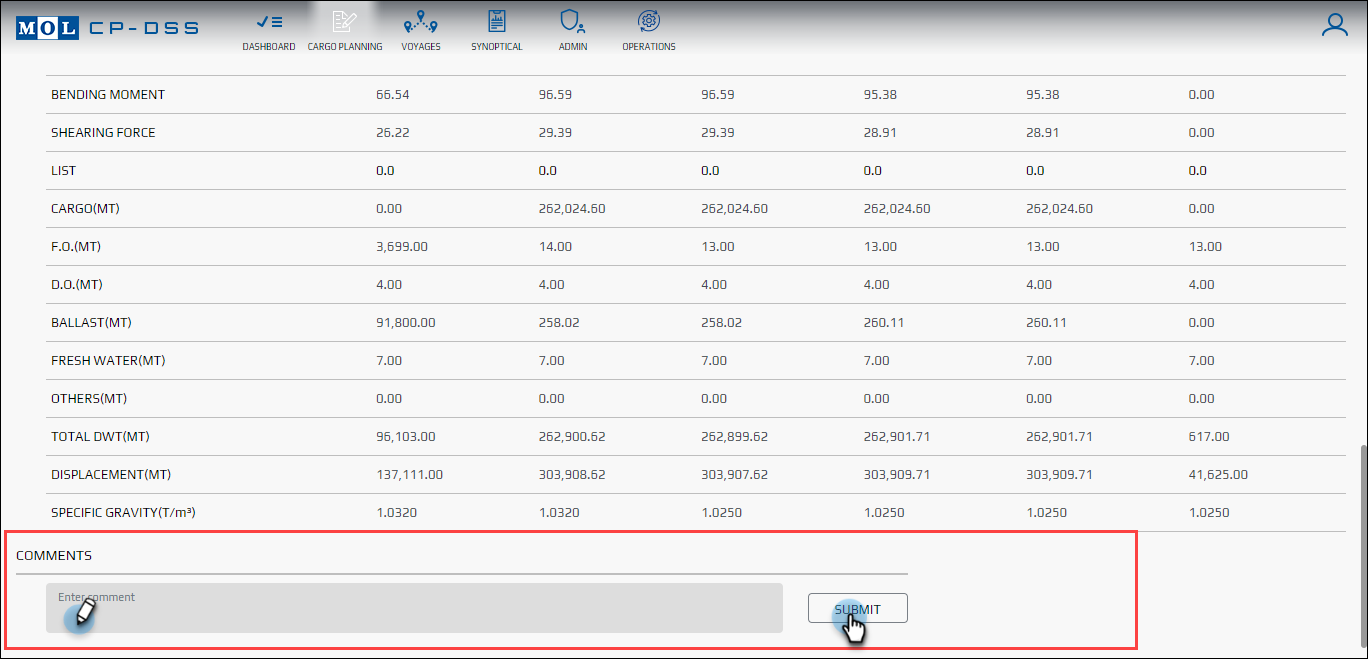 MOL CP-DSS
DASHBOARD CARGO PLANNING VOYAGES SYNOPTICAL ADMIN OPERATIONS
BENDING MOMENT 66.54 96.59 96.59 95.38 95.38 0.00
SHEARING FORCE 26.22 29.39 29.39 28.91 28.91 0.00
LIST 0.0 0.0 0.0 0.0 0.0 0.0
CARGO(MT) 0.00 262,024.60 262,024.60 262,024.60 262,024.60 0.00
F.O.(MT) 3,699.00 14.00 13.00 13.00 13.00 13.00
D.O.(MT) 4.00 4.00 4.00 4.00 4.00 4.00
BALLAST(MT) 91,800.00 258.02 258.02 260.11 260.11 0.00
FRESH WATER(MT) 7.00 7.00 7.00 7.00 7.00 7.00
OTHERS(MT) 0.00 0.00 0.00 0.00 0.00 0.00
TOTAL DWT(MT) 96,103.00 262,900.62 262,899.62 262,901.71 262,901.71 617.00
DISPLACEMENT(MT) 137,111.00 303,908.62 303,907.62 303,909.71 303,909.71 41,625.00
SPECIFIC GRAVITY(T/m³) 1.0320 1.0320 1.0250 1.0250 1.0250 1.0250
COMMENTS
Enter comment
SUBMIT